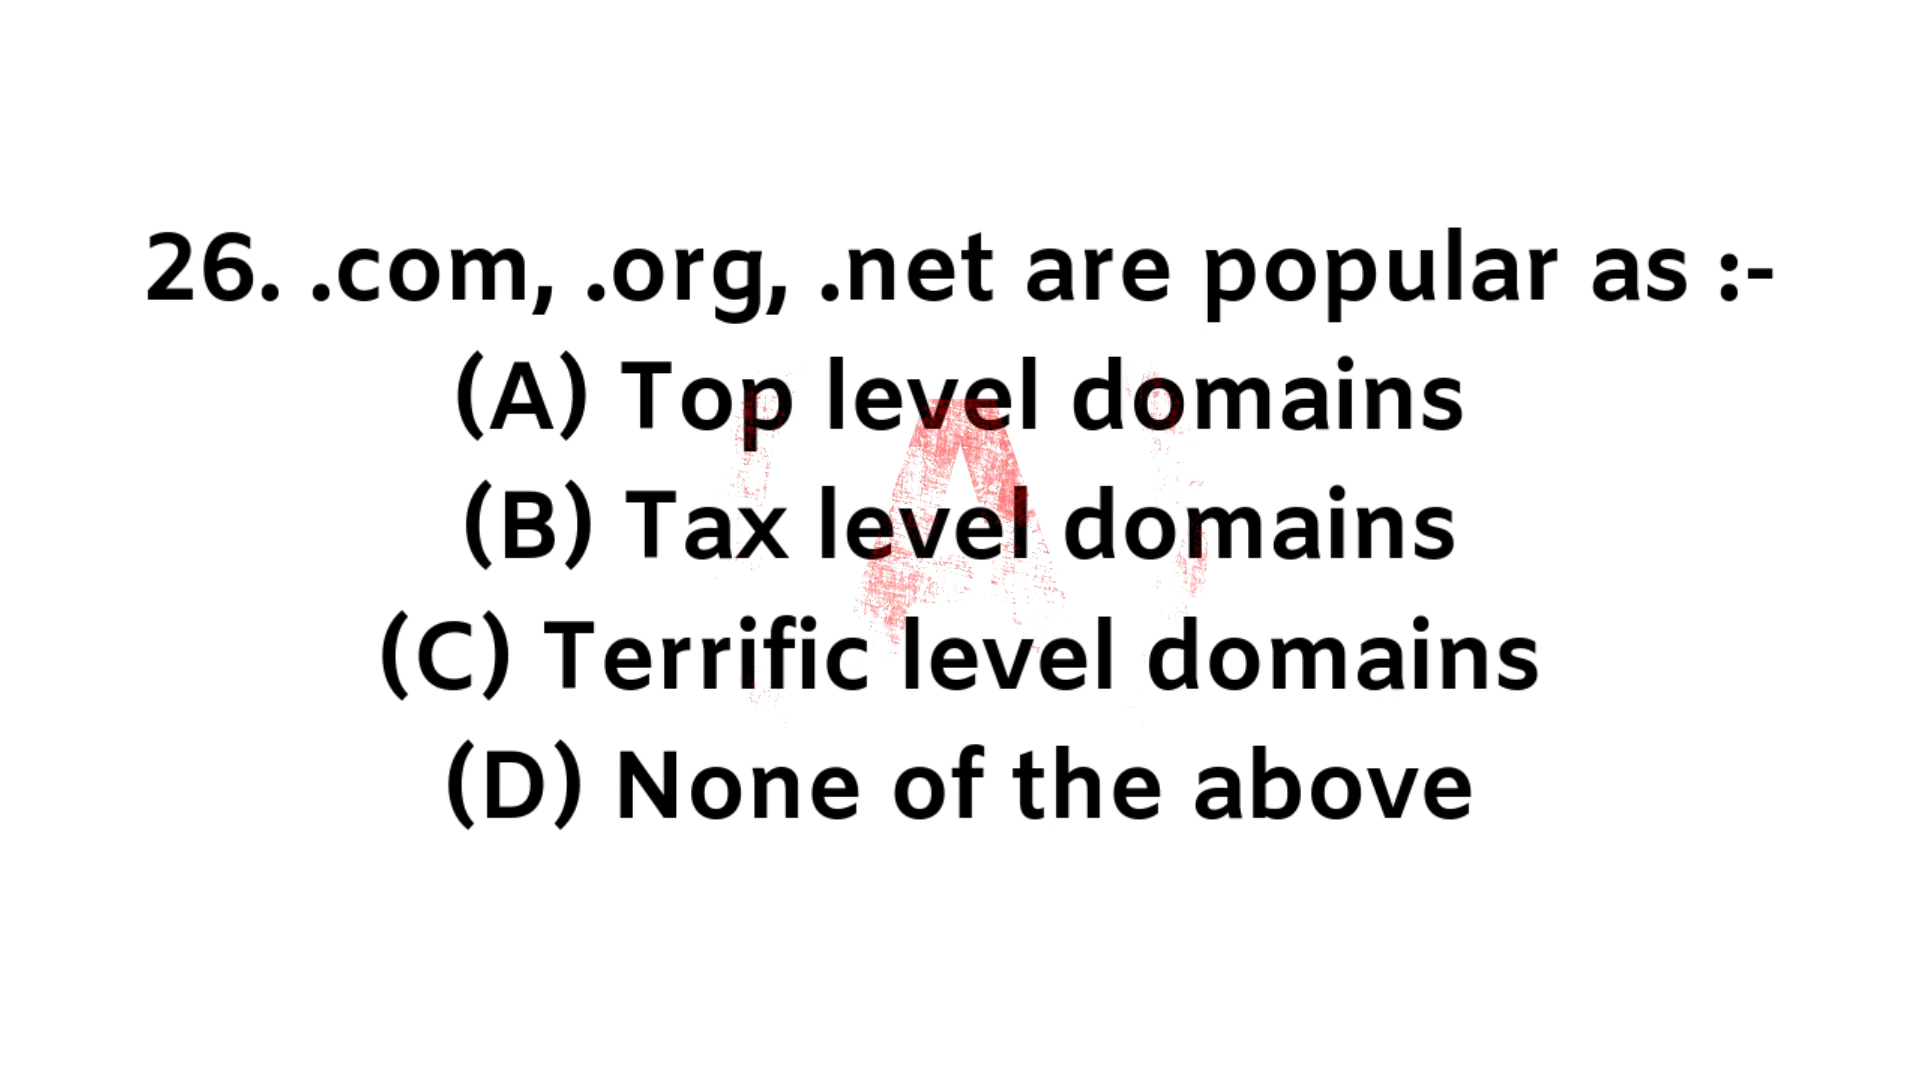 26. .com, .org, .net are popular as :-
(A) Top level domains
(B) Tax level domains
(C) Terrific level domains
(D) None of the above